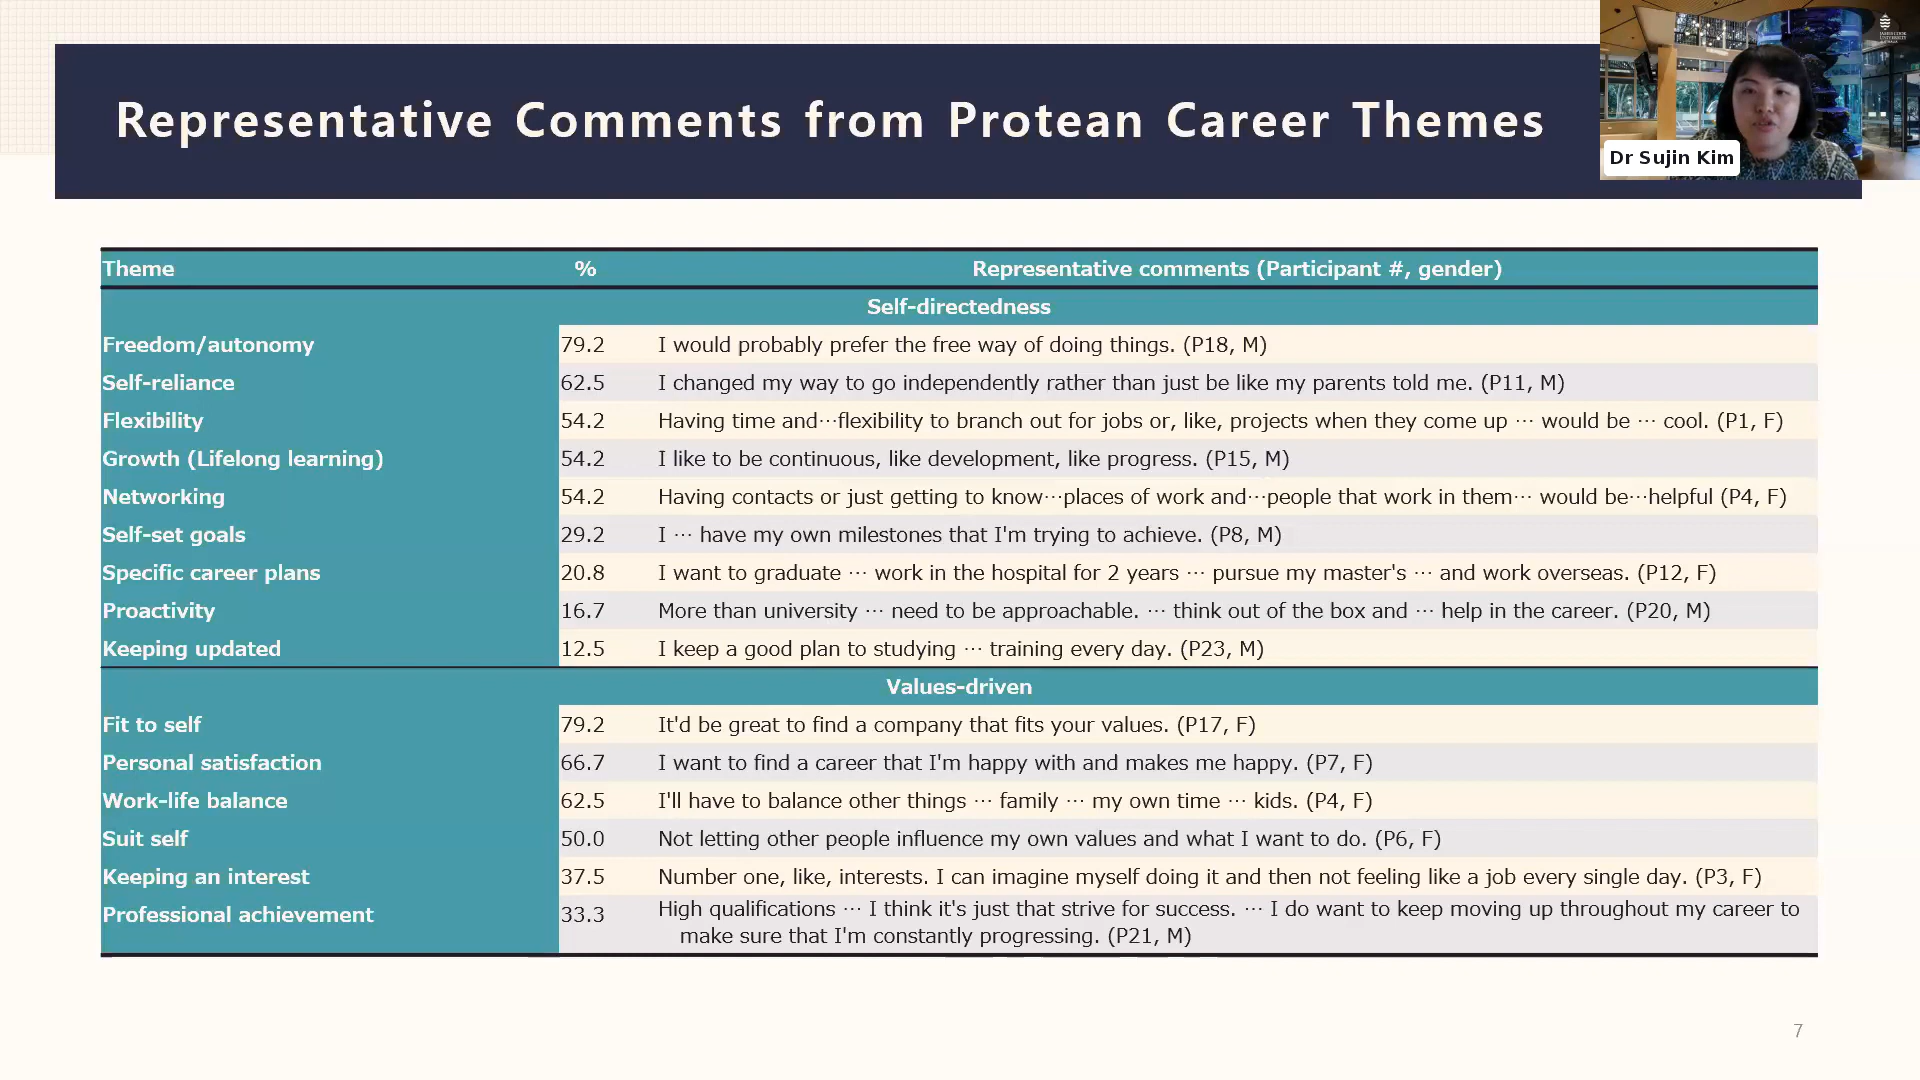 Representative Comments from Protean Career Themes
JAMES COOK
UNIVERSITY
Dr Sujin Kim
Theme % Representative comments (Participant #, gender)
Self-directedness
Freedom/autonomy 79.2 I would probably prefer the free way of doing things. (P18, M)
Self-reliance 62.5 I changed my way to go independently rather than just be like my parents told me. (P11, M)
Flexibility 54.2 Having time and⋯flexibility to branch out for jobs or, like, projects when they come up ⋯ would be ⋯ cool. (P1, F)
Growth (Lifelong learning) 54.2 I like to be continuous, like development, like progress. (P15, M)
Networking 54.2 Having contacts or just getting to know⋯places of work and⋯people that work in them⋯ would be⋯helpful (P4, F)
Self-set goals 29.2 I ⋯ have my own milestones that I'm trying to achieve. (P8, M)
Specific career plans 20.8 I want to graduate ⋯ work in the hospital for 2 years ⋯ pursue my master's ⋯ and work overseas. (P12, F)
Proactivity 16.7 More than university ⋯ need to be approachable. ⋯ think out of the box and ⋯ help in the career. (P20, M)
Keeping updated 12.5 I keep a good plan to studying ⋯ training every day. (P23, M)
Values-driven
Fit to self 79.2 It'd be great to find a company that fits your values. (P17, F)
Personal satisfaction 66.7 I want to find a career that I'm happy with and makes me happy. (P7, F)
Work-life balance 62.5 I'll have to balance other things ⋯ family ⋯ my own time ⋯ kids. (P4, F)
Suit self 50.0 Not letting other people influence my own values and what I want to do. (P6, F)
Keeping an interest 37.5 Number one, like, interests. I can imagine myself doing it and then not feeling like a job every single day. (P3, F)
Professional achievement 33.3 High qualifications ⋯ I think it's just that strive for success. ⋯ I do want to keep moving up throughout my career to
make sure that I'm constantly progressing. (P21, M)
7